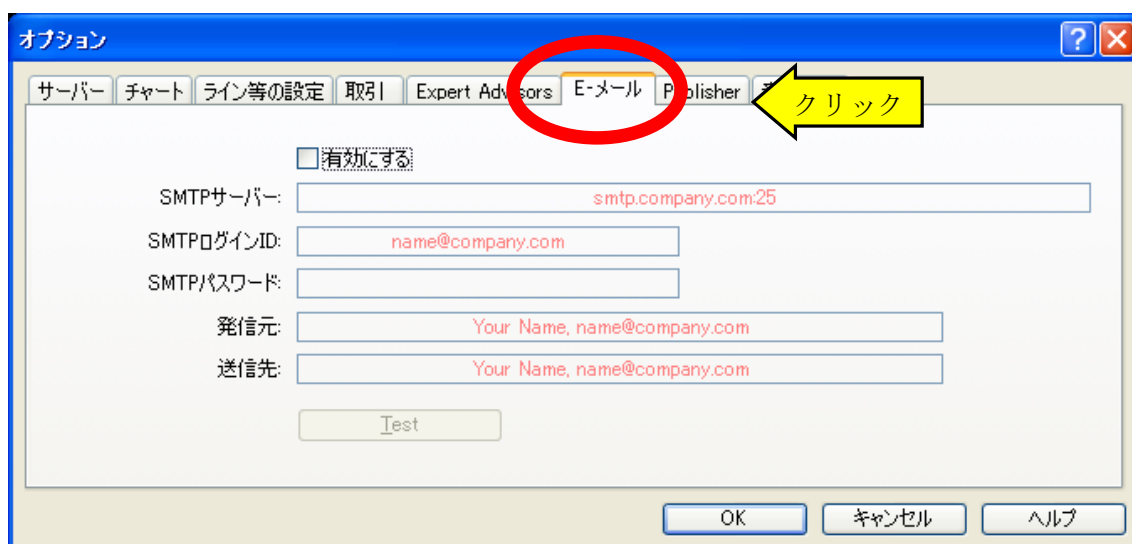 オプション
サーバー チャート ライン等の設定 取引 Expert Advisors E-メール Publisher
クリック
有効にする
SMTPサーバー: smtp.company.com:25
SMTPログインID: name@company.com
SMTPパスワード:
発信元: Your Name, name@company.com
送信先: Your Name, name@company.com
Test
OK キャンセル ヘルプ